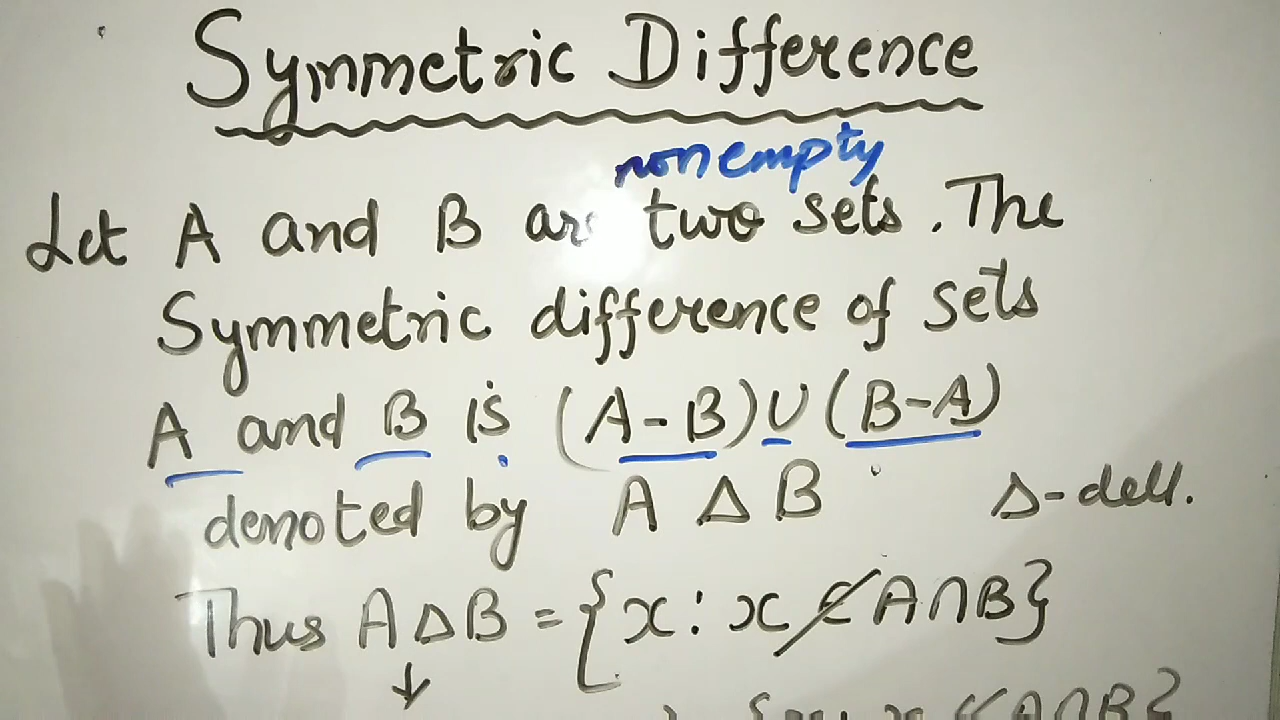 Symmetric Difference
nonempty
Let A and B are two sets. The
Symmetric difference of sets
A and B is (A-B)∪(B-A)
denoted by A Δ B Δ-dell.
Thus A Δ B = {x : x ∉ A∩B}
x A∩B}